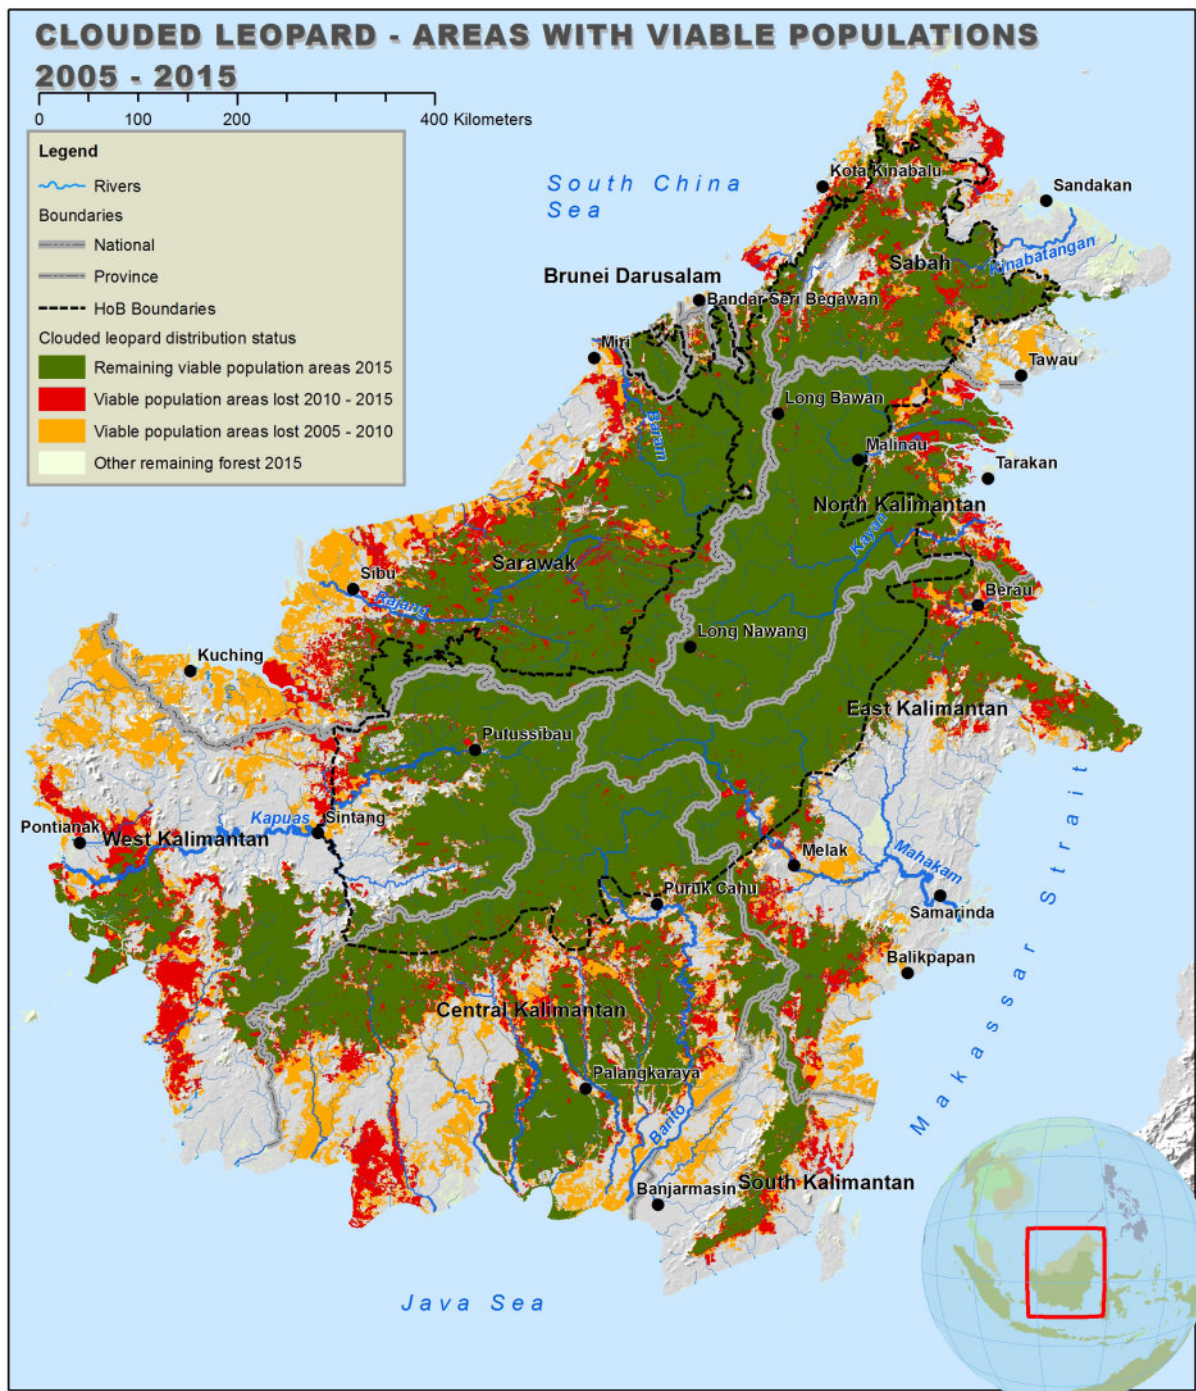 CLOUDED LEOPARD - AREAS WITH VIABLE POPULATIONS
2005 - 2015
0 100 200 400 Kilometers
Legend
Rivers
Boundaries
National
Province
HoB Boundaries
Clouded leopard distribution status
Remaining viable population areas 2015
Viable population areas lost 2010 - 2015
Viable population areas lost 2005 - 2010
Other remaining forest 2015
South China
Sea
Kota Kinabalu
Sandakan
Kinabatangan
Sabah
Brunei Darusalam
Bandar Seri Begawan
Miri
Tawau
Long Bawan
Baram
Malinau
Tarakan
North Kalimantan
Kayan
Sarawak
Sibu
Rajang
Berau
Long Nawang
Kuching
East Kalimantan
Putussibau
Makassar Strait
Kapuas
Sintang
Pontianak
West Kalimantan
Melak
Mahakam
Puruk Cahu
Samarinda
Balikpapan
Central Kalimantan
Palangkaraya
Barito
Banjarmasin
South Kalimantan
Java Sea